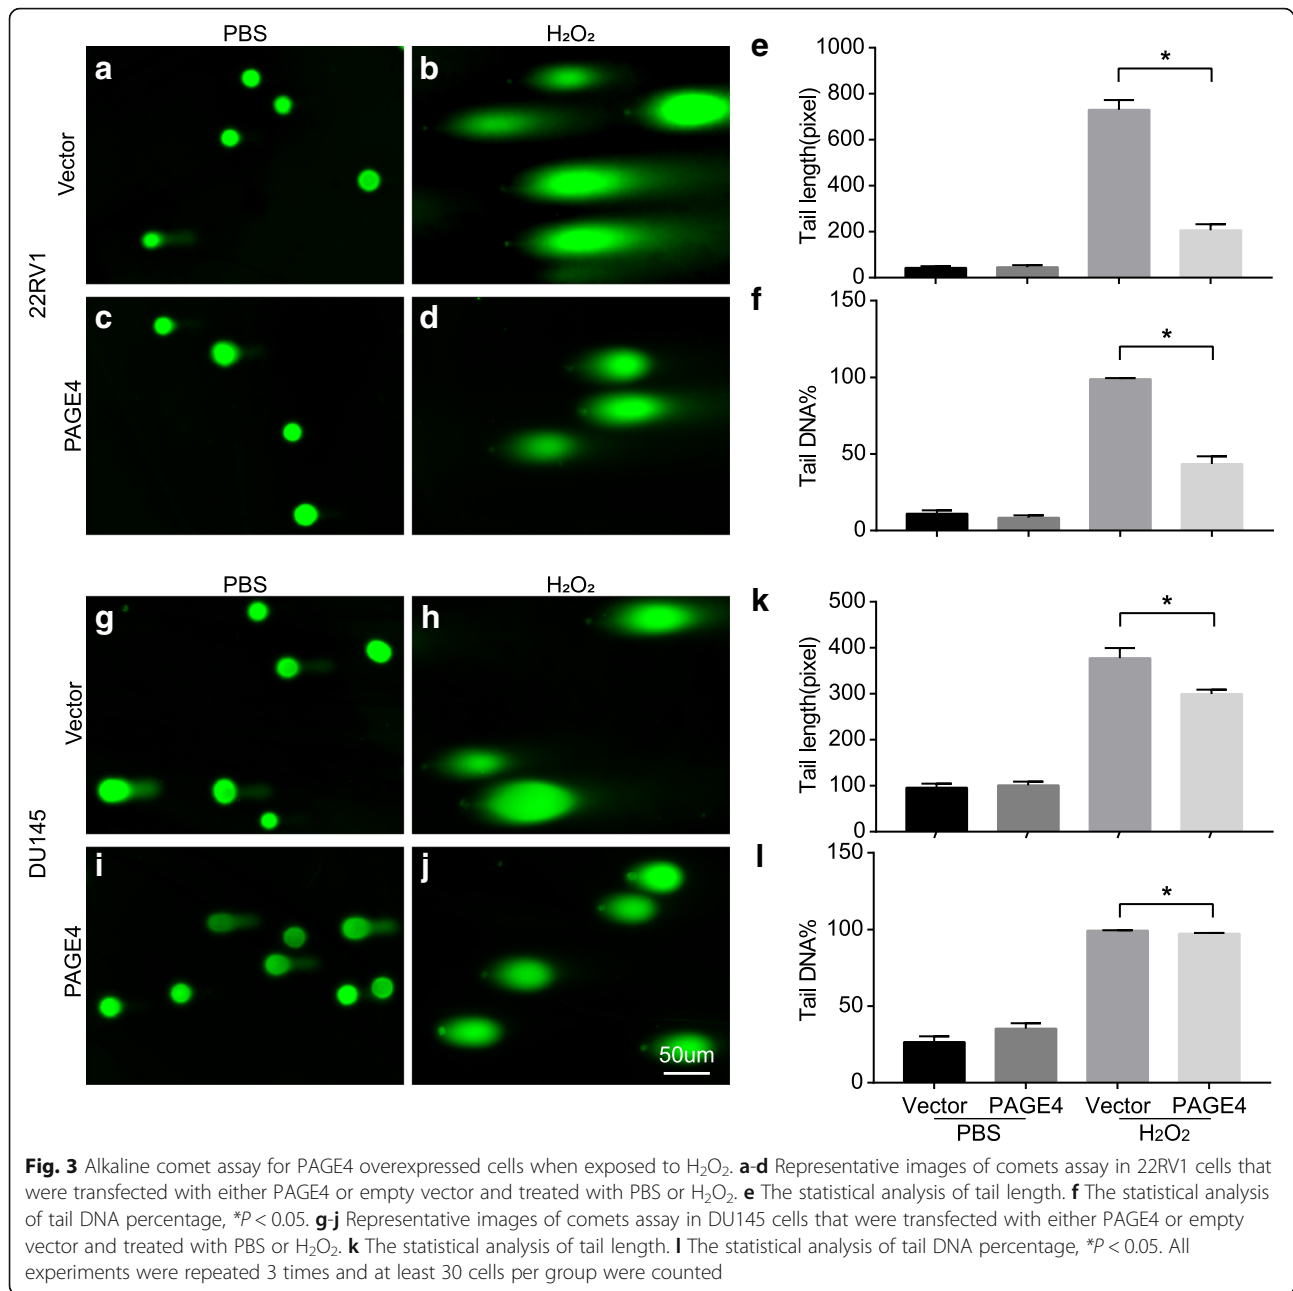 PBS
H₂O₂
a
b
Vector
c
d
PAGE4
22RV1
e
1000
800
600
400
200
0
Tail length(pixel)
*
f
150
100
50
0
Tail DNA%
*
PBS
H₂O₂
g
h
Vector
i
j
PAGE4
DU145
50um
k
500
400
300
200
100
0
Tail length(pixel)
*
l
150
100
50
0
Tail DNA%
*
Vector PAGE4 Vector PAGE4
PBS H₂O₂
Fig. 3 Alkaline comet assay for PAGE4 overexpressed cells when exposed to H₂O₂. a-d Representative images of comets assay in 22RV1 cells that
were transfected with either PAGE4 or empty vector and treated with PBS or H₂O₂. e The statistical analysis of tail length. f The statistical analysis
of tail DNA percentage, *P < 0.05. g-j Representative images of comets assay in DU145 cells that were transfected with either PAGE4 or empty
vector and treated with PBS or H₂O₂. k The statistical analysis of tail length. l The statistical analysis of tail DNA percentage, *P < 0.05. All
experiments were repeated 3 times and at least 30 cells per group were counted